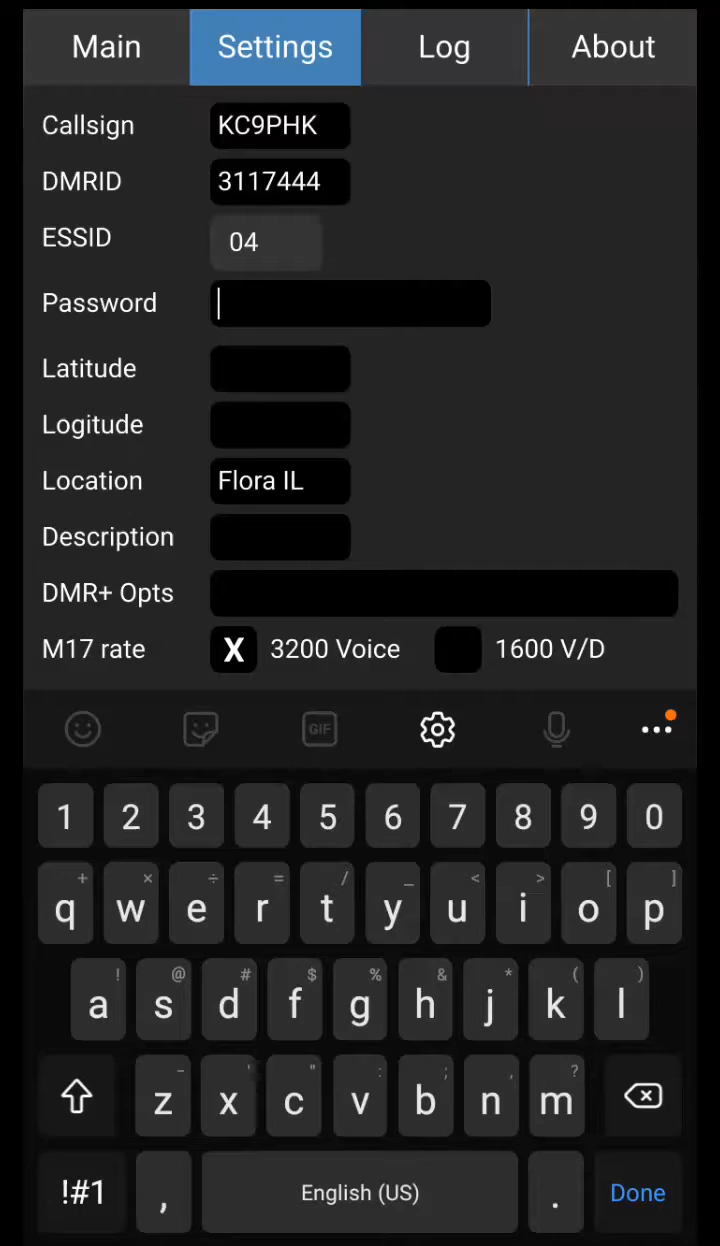 Main Settings Log About
Callsign KC9PHK
DMRID 3117444
ESSID 04
Password
Latitude
Logitude
Location Flora IL
Description
DMR+ Opts
M17 rate X 3200 Voice 1600 V/D
GIF
1 2 3 4 5 6 7 8 9 0
+ × ÷ = / _ < > [ ]
q w e r t y u i o p
! @ # $ % & * ( )
a s d f g h j k l
- ' " : ; , ?
z x c v b n m
!#1 , English (US) . Done